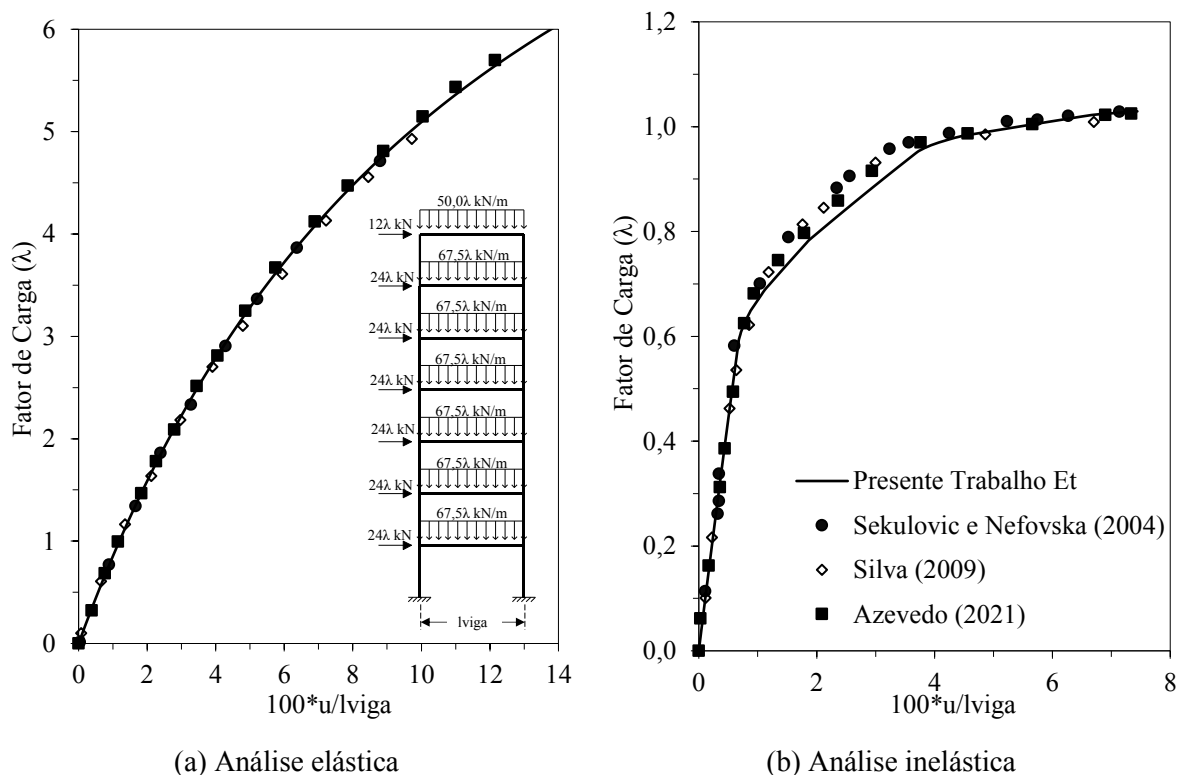 6
5
4
3
2
1
0
Fator de Carga (λ)
0 2 4 6 8 10 12 14
100*u/lviga
50,0λ kN/m
12λ kN
67,5λ kN/m
24λ kN
67,5λ kN/m
24λ kN
67,5λ kN/m
24λ kN
67,5λ kN/m
24λ kN
67,5λ kN/m
24λ kN
67,5λ kN/m
24λ kN
lviga
(a) Análise elástica
1,2
1,0
0,8
0,6
0,4
0,2
0,0
Fator de Carga (λ)
0 2 4 6 8
100*u/lviga
Presente Trabalho Et
Sekulovic e Nefovska (2004)
Silva (2009)
Azevedo (2021)
(b) Análise inelástica